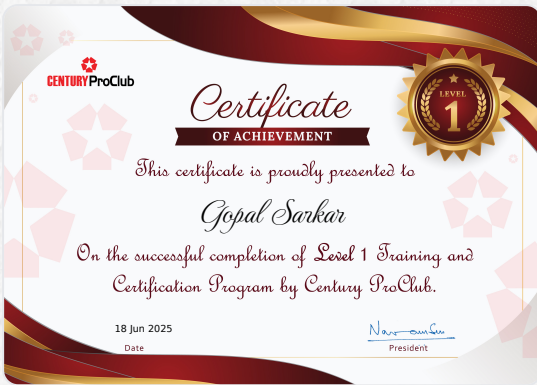 CENTURY ProClub
LEVEL
1
Certificate
OF ACHIEVEMENT
This certificate is proudly presented to
Gopal Sarkar
On the successful completion of Level 1 Training and
Certification Program by Century ProClub.
18 Jun 2025
Date
President